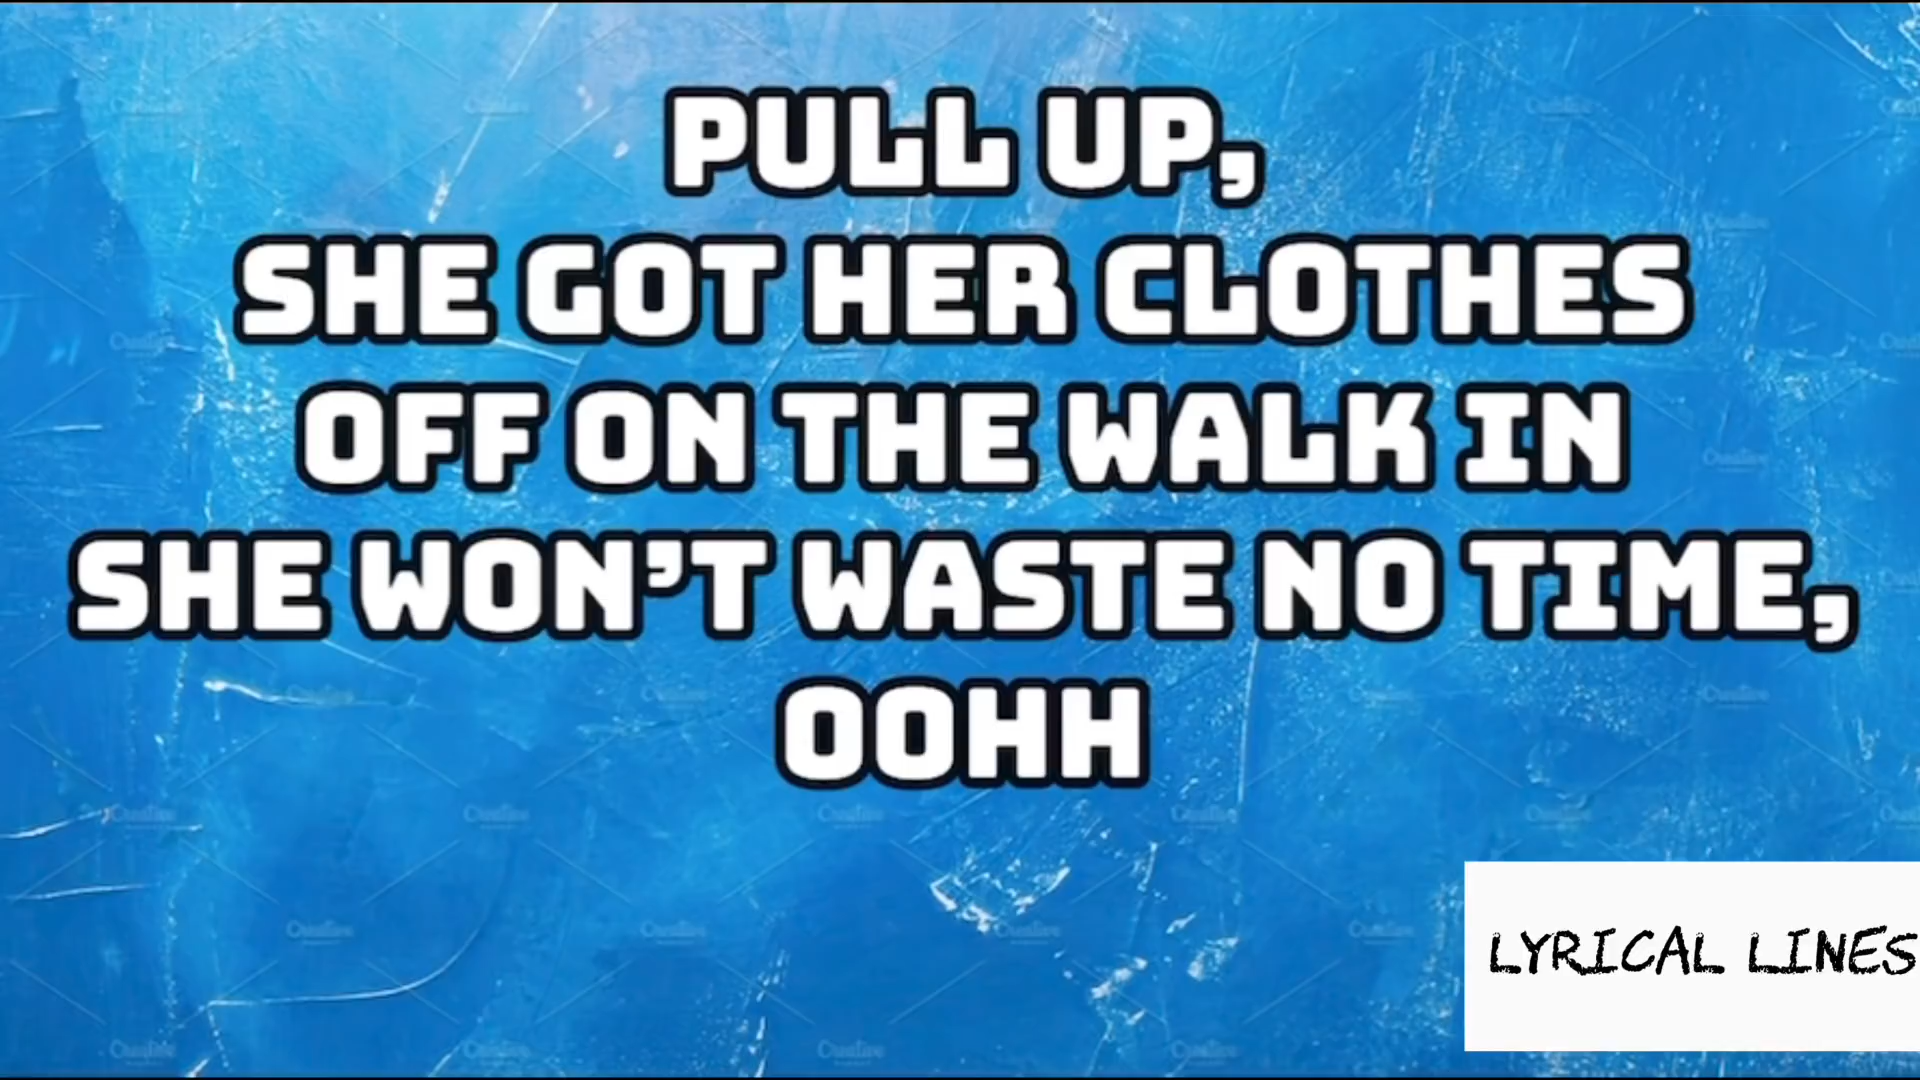 PULL UP,
SHE GOT HER CLOTHES
OFF ON THE WALK IN
SHE WON'T WASTE NO TIME,
OOHH
LYRICAL LINES